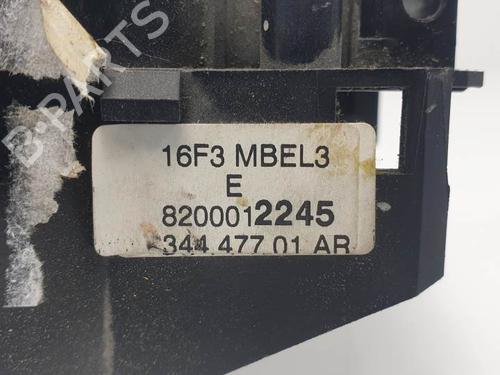 B-PARTS
16F3 MBEL3
E
8200012245
344 477 01 AR